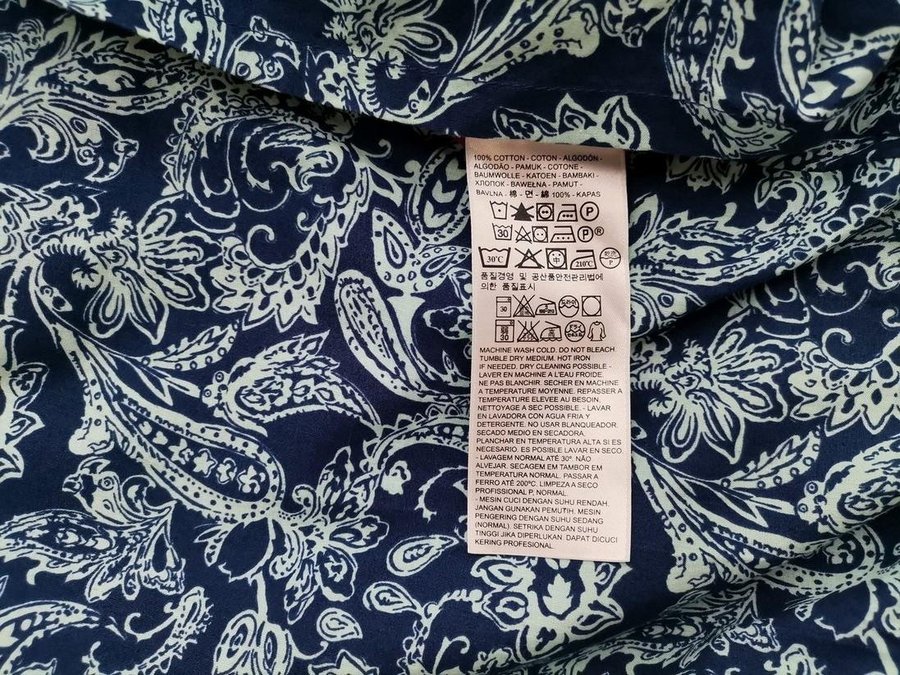 100% COTTON - COTON - ALGODÓN -
ALGODÃO - PAMUK - COTONE -
BAUMWOLLE - KATOEN - BAMBAKI -
ХЛОПОК - BAWEŁNA - PAMUT -
BAVLNA - 棉 - 면 - 綿 100% - KAPAS
P
30 P ®
30℃ 210℃
품질경영 및 공산품안전관리법에
의한 품질표시
30
30
MACHINE WASH COLD. DO NOT BLEACH.
TUMBLE DRY MEDIUM. HOT IRON
IF NEEDED. DRY CLEANING POSSIBLE -
LAVER EN MACHINE A L'EAU FROIDE.
NE PAS BLANCHIR. SECHER EN MACHINE
A TEMPERATURE MOYENNE. REPASSER A
TEMPERATURE ELEVEE AU BESOIN.
NETTOYAGE A SEC POSSIBLE. - LAVAR
EN LAVADORA CON AGUA FRIA Y
DETERGENTE. NO USAR BLANQUEADOR.
SECADO MEDIO EN SECADORA.
PLANCHAR EN TEMPERATURA ALTA SI ES
NECESARIO. ES POSIBLE LAVAR EN SECO.
- LAVAGEM NORMAL ATÉ 30º. NÃO
ALVEJAR. SECAGEM EM TAMBOR EM
TEMPERATURA NORMAL. PASSAR A
FERRO ATÉ 200ºC. LIMPEZA A SECO
PROFISSIONAL P, NORMAL.
- MESIN CUCI DENGAN SUHU RENDAH.
JANGAN GUNAKAN PEMUTIH. MESIN
PENGERING DENGAN SUHU SEDANG
(NORMAL). SETRIKA DENGAN SUHU
TINGGI JIKA DIPERLUKAN. DAPAT DICUCI
KERING PROFESIONAL.